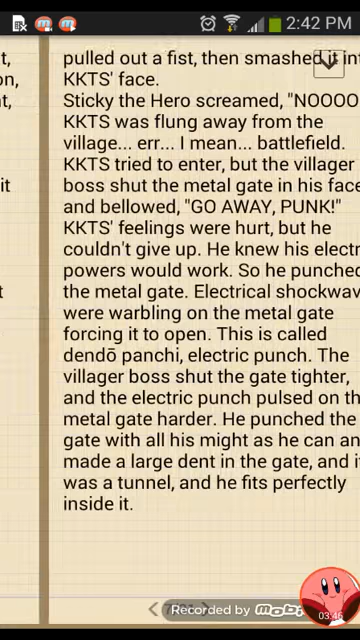 2:42 PM
t,
on,
t,
it
t
pulled out a fist, then smashed it int
KKTS' face.
Sticky the Hero screamed, "NOOOO
KKTS was flung away from the
village... err... I mean... battlefield.
KKTS tried to enter, but the villager
boss shut the metal gate in his face
and bellowed, "GO AWAY, PUNK!"
KKTS' feelings were hurt, but he
couldn't give up. He knew his electr
powers would work. So he punched
the metal gate. Electrical shockwav
were warbling on the metal gate
forcing it to open. This is called
dendō panchi, electric punch. The
villager boss shut the gate tighter,
and the electric punch pulsed on th
metal gate harder. He punched the
gate with all his might as he can an
made a large dent in the gate, and it
was a tunnel, and he fits perfectly
inside it.
Recorded by mobi
03:46